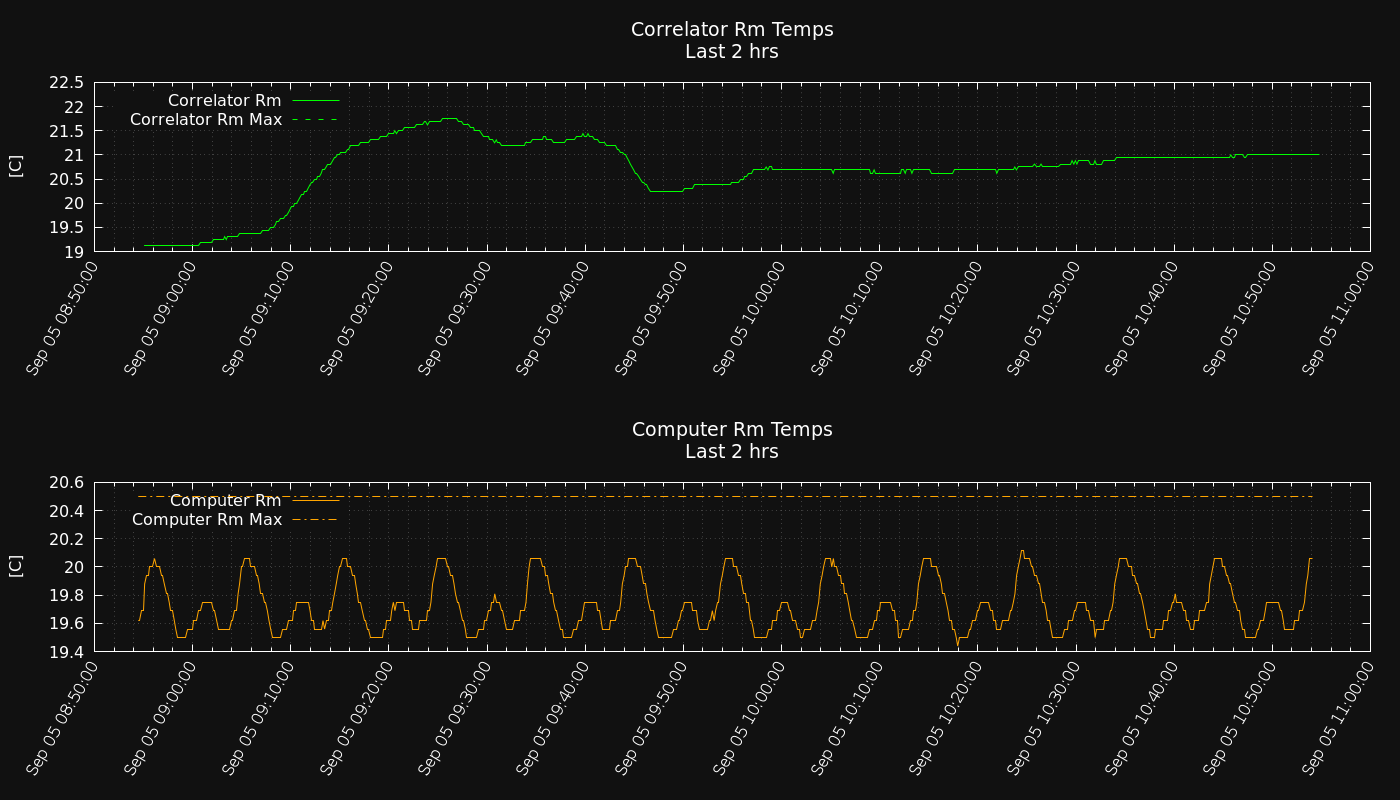 Correlator Rm Temps
Last 2 hrs
22.5
22
21.5
21
20.5
20
19.5
19
[C]
Correlator Rm
Correlator Rm Max
Sep 05 08:50:00
Sep 05 09:00:00
Sep 05 09:10:00
Sep 05 09:20:00
Sep 05 09:30:00
Sep 05 09:40:00
Sep 05 09:50:00
Sep 05 10:00:00
Sep 05 10:10:00
Sep 05 10:20:00
Sep 05 10:30:00
Sep 05 10:40:00
Sep 05 10:50:00
Sep 05 11:00:00
Computer Rm Temps
Last 2 hrs
20.6
20.4
20.2
20
19.8
19.6
19.4
[C]
Computer Rm
Computer Rm Max
Sep 05 08:50:00
Sep 05 09:00:00
Sep 05 09:10:00
Sep 05 09:20:00
Sep 05 09:30:00
Sep 05 09:40:00
Sep 05 09:50:00
Sep 05 10:00:00
Sep 05 10:10:00
Sep 05 10:20:00
Sep 05 10:30:00
Sep 05 10:40:00
Sep 05 10:50:00
Sep 05 11:00:00